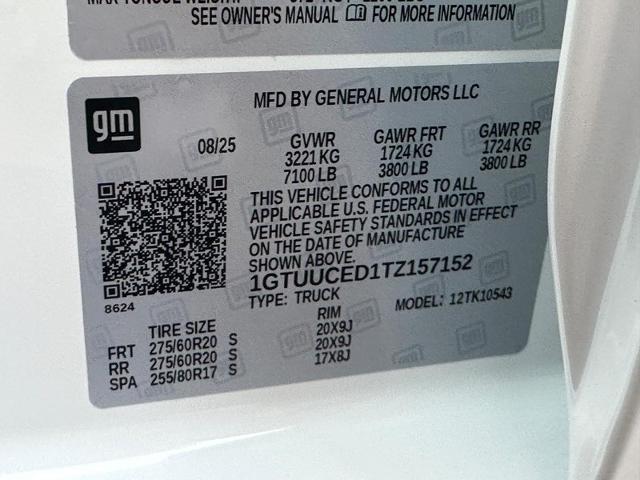 SEE OWNER'S MANUAL FOR MORE INFORMATION
gm
MFD BY GENERAL MOTORS LLC
08/25
GVWR GAWR FRT GAWR RR
3221 KG 1724 KG 1724 KG
7100 LB 3800 LB 3800 LB
THIS VEHICLE CONFORMS TO ALL
APPLICABLE U.S. FEDERAL MOTOR
VEHICLE SAFETY STANDARDS IN EFFECT
ON THE DATE OF MANUFACTURE
SHOWN ABOVE.
1GTUUCED1TZ157152
8624
TYPE: TRUCK MODEL: 12TK10543
TIRE SIZE RIM
FRT 275/60R20 S 20X9J
RR 275/60R20 S 20X9J
SPA 255/80R17 S 17X8J